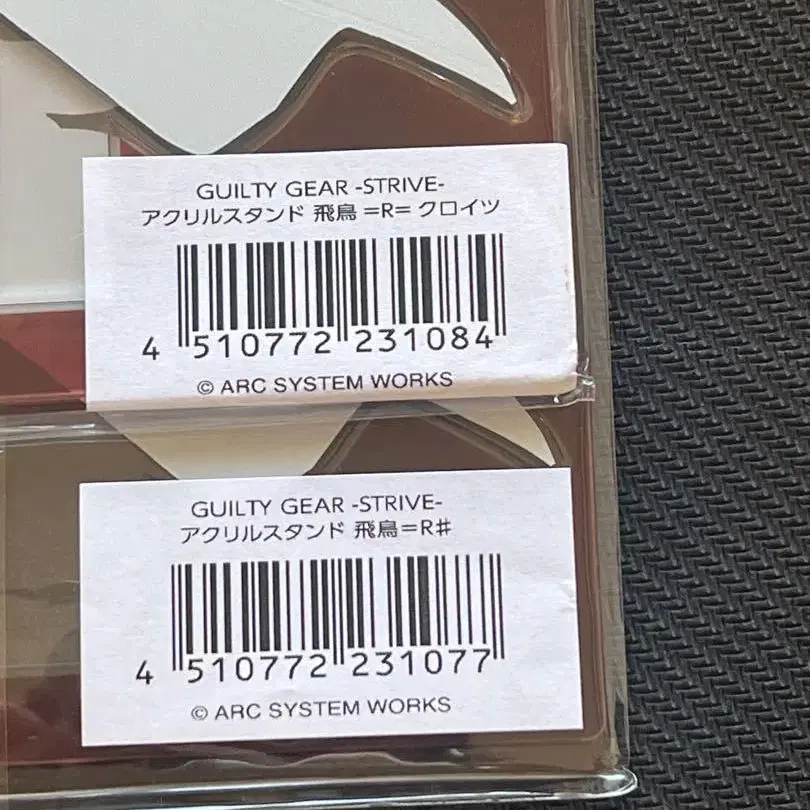 GUILTY GEAR -STRIVE-
アクリルスタンド 飛鳥 =R= クロイツ
4 510772 231084
© ARC SYSTEM WORKS
GUILTY GEAR -STRIVE-
アクリルスタンド 飛鳥＝R♯
4 510772 231077
© ARC SYSTEM WORKS